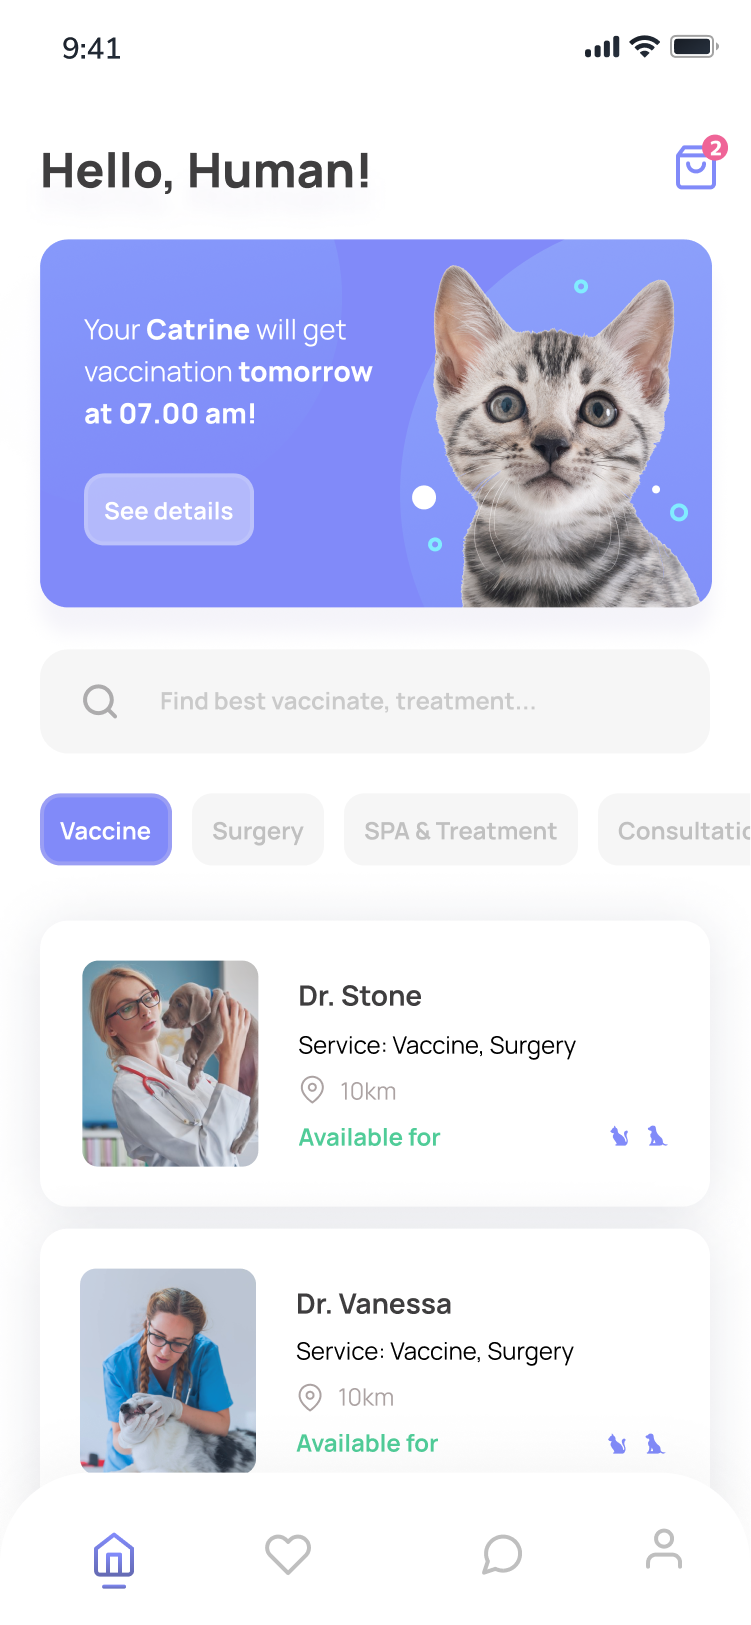 9:41
Hello, Human!
2
Your Catrine will get
vaccination tomorrow
at 07.00 am!
See details
Find best vaccinate, treatment...
Vaccine
Surgery
SPA & Treatment
Consultatio
Dr. Stone
Service: Vaccine, Surgery
10km
Available for
Dr. Vanessa
Service: Vaccine, Surgery
10km
Available for